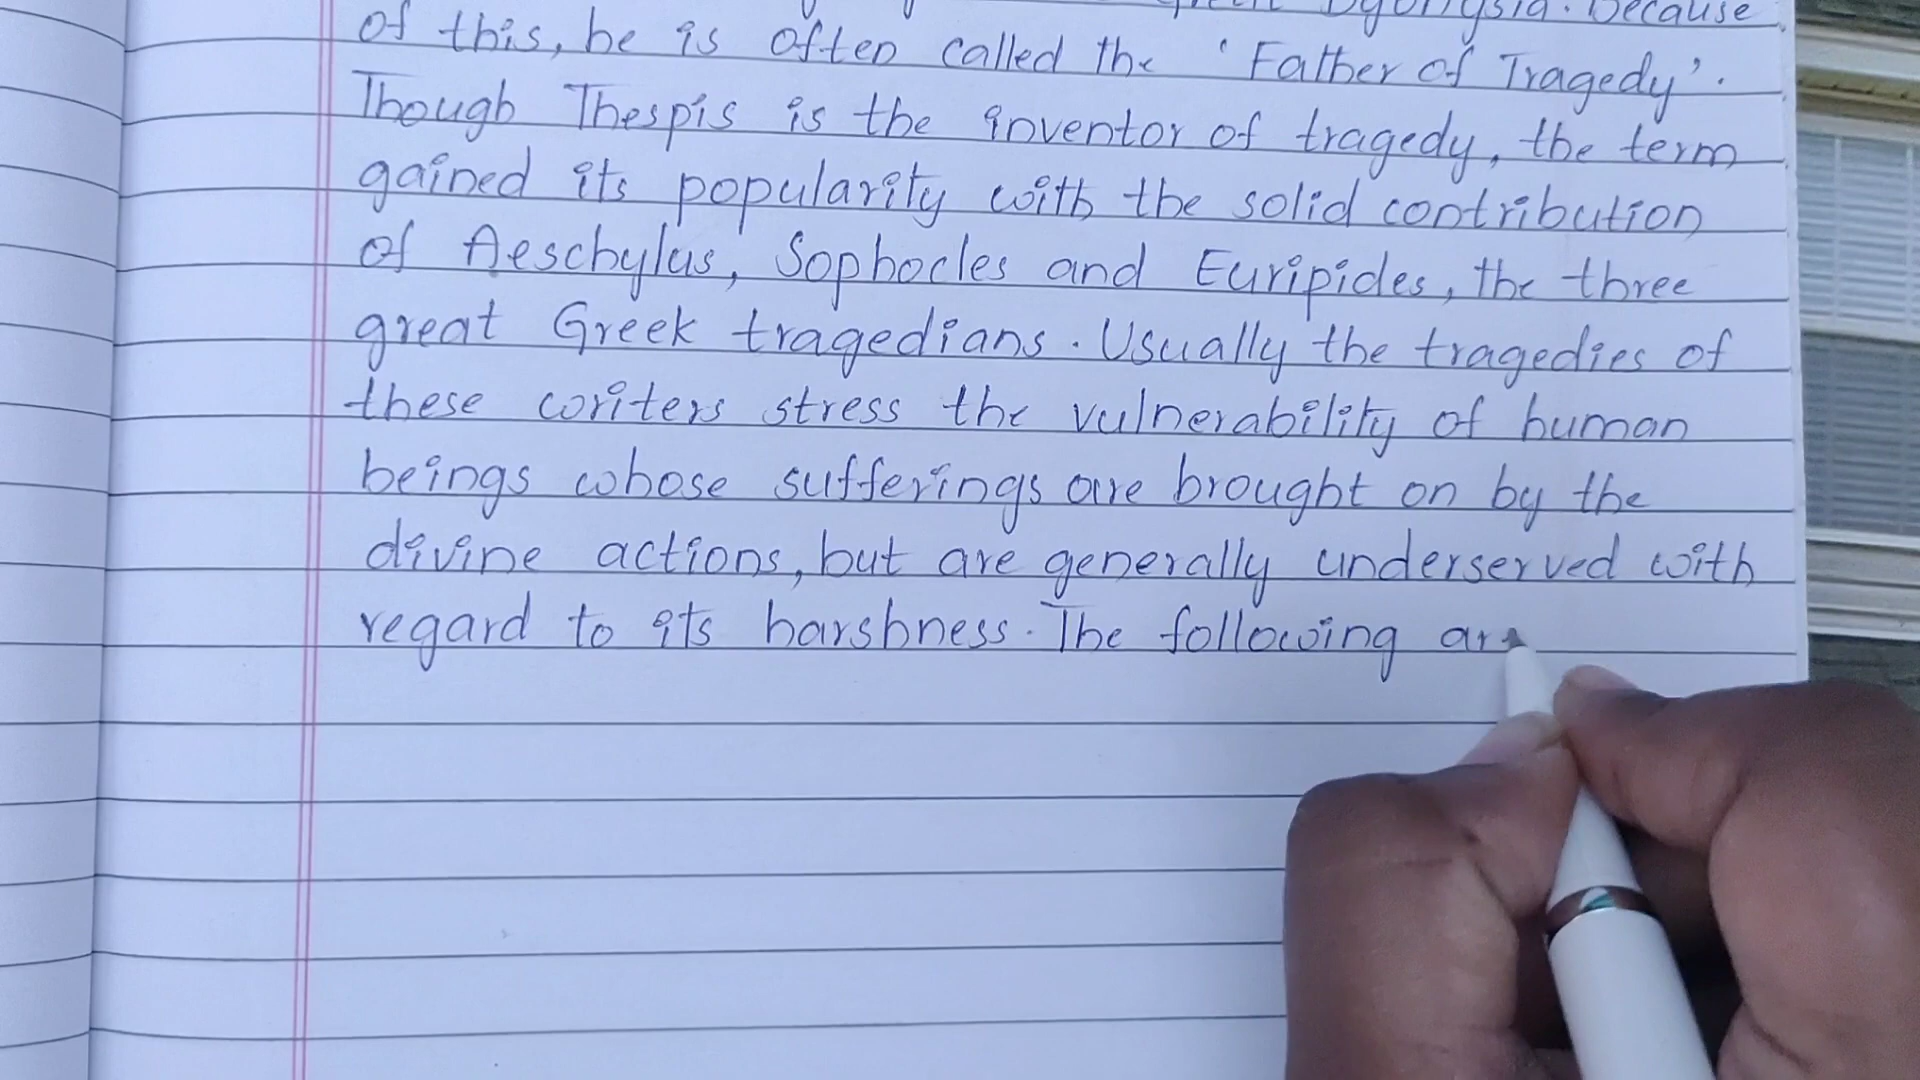 Because
of this, he is often called the 'Father of Tragedy'.
Though Thespis is the inventor of tragedy, the term
gained its popularity with the solid contribution
of Aeschylus, Sophocles and Euripides, the three
great Greek tragedians. Usually the tragedies of
these writers stress the vulnerability of human
beings whose sufferings are brought on by the
divine actions, but are generally underserved with
regard to its harshness. The following are